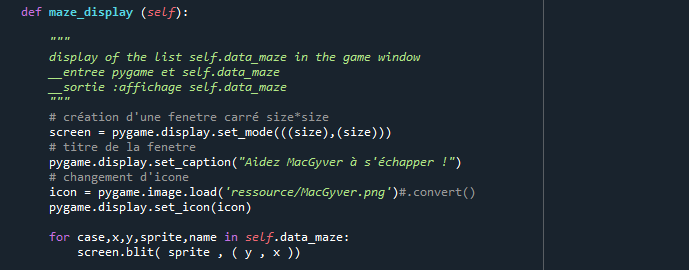 def maze_display (self):
"""
display of the list self.data_maze in the game window
__entree pygame et self.data_maze
__sortie :affichage self.data_maze
"""
# création d'une fenetre carré size*size
screen = pygame.display.set_mode(((size),(size)))
# titre de la fenetre
pygame.display.set_caption("Aidez MacGyver à s'échapper !")
# changement d'icone
icon = pygame.image.load('ressource/MacGyver.png')#.convert()
pygame.display.set_icon(icon)
for case,x,y,sprite,name in self.data_maze:
screen.blit( sprite , ( y , x ))